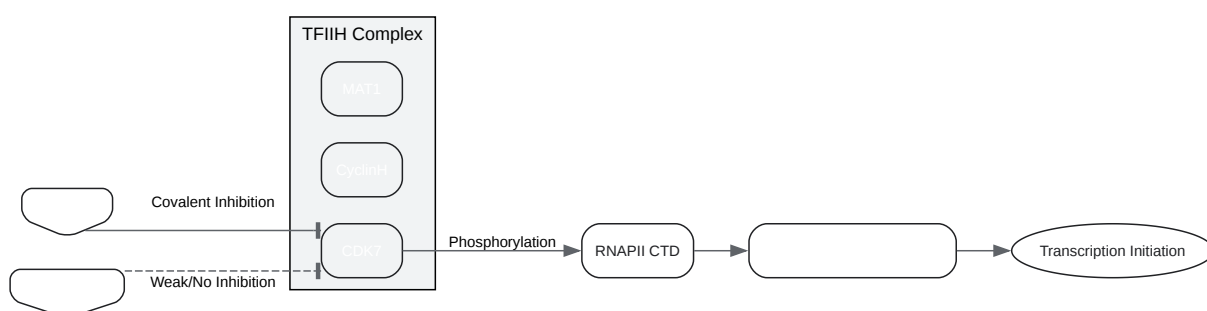 TFIIH Complex
MAT1
CyclinH
CDK7
Covalent Inhibition
Weak/No Inhibition
Phosphorylation
RNAPII CTD
Transcription Initiation